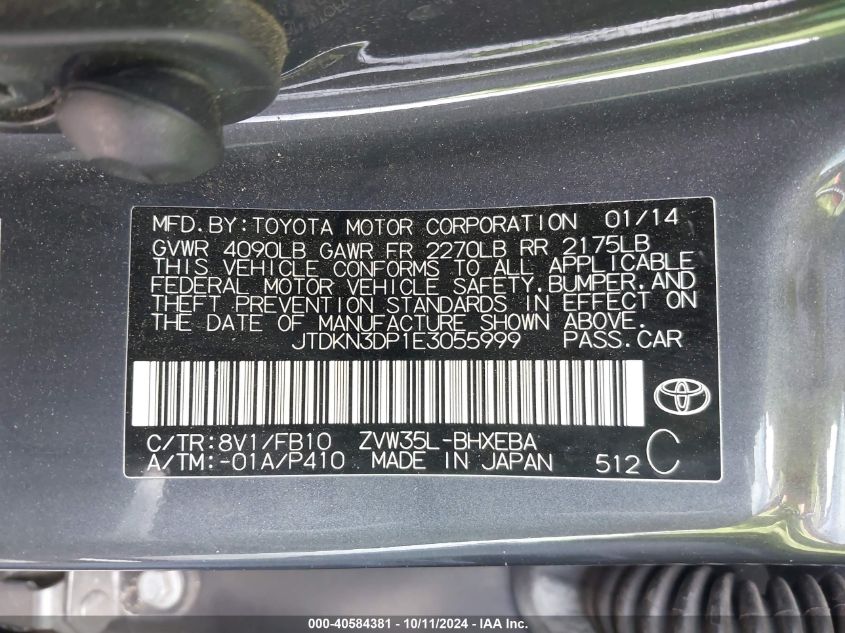 MFD.BY:TOYOTA MOTOR CORPORATION 01/14
GVWR 4090LB GAWR FR 2270LB RR 2175LB
THIS VEHICLE CONFORMS TO ALL APPLICABLE
FEDERAL MOTOR VEHICLE SAFETY,BUMPER,AND
THEFT PREVENTION STANDARDS IN EFFECT ON
THE DATE OF MANUFACTURE SHOWN ABOVE.
JTDKN3DP1E3055999 PASS.CAR
C/TR:8V1/FB10 ZVW35L-BHXEBA
A/TM:-01A/P410 MADE IN JAPAN 512 C
000-40584381 - 10/11/2024 - IAA Inc.